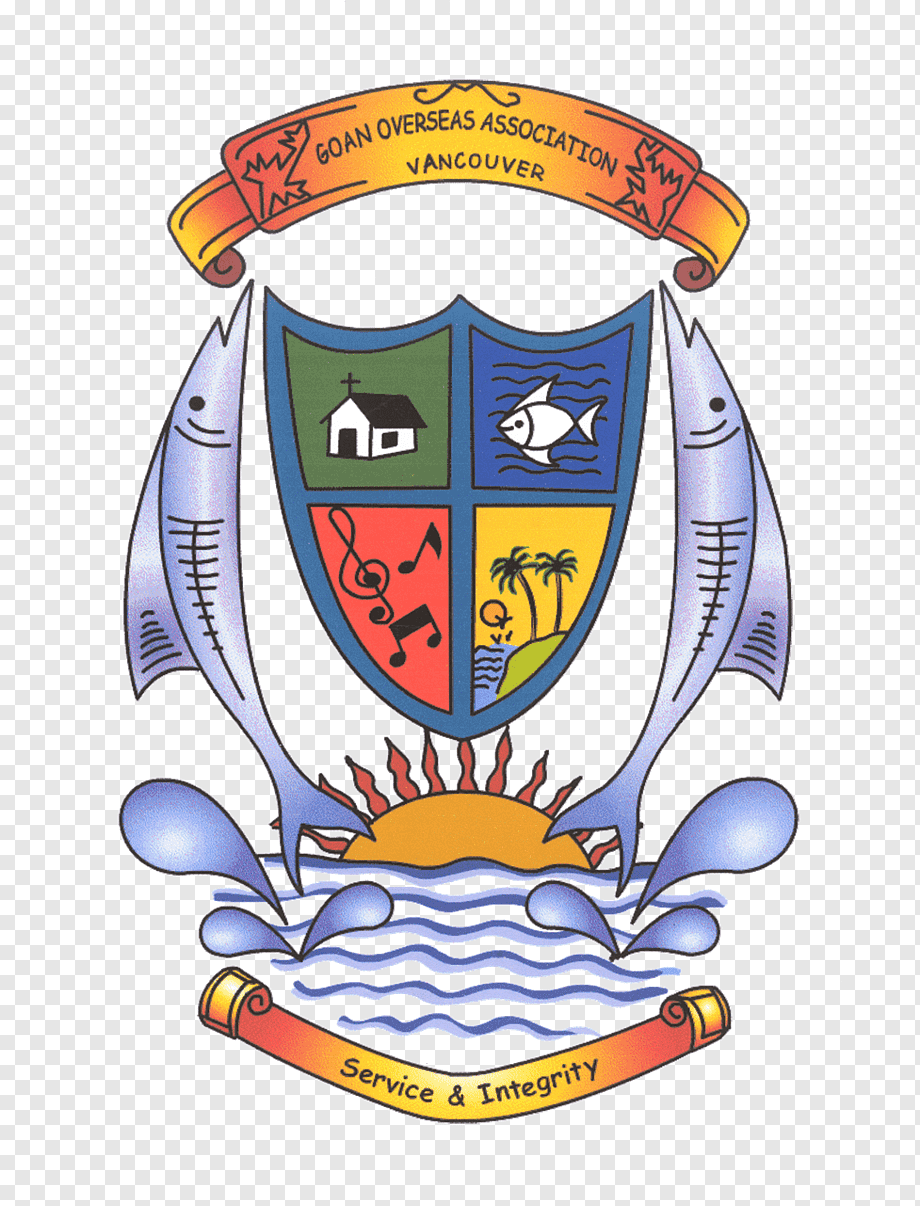 GOAN OVERSEAS ASSOCIATION
VANCOUVER
Service & Integrity